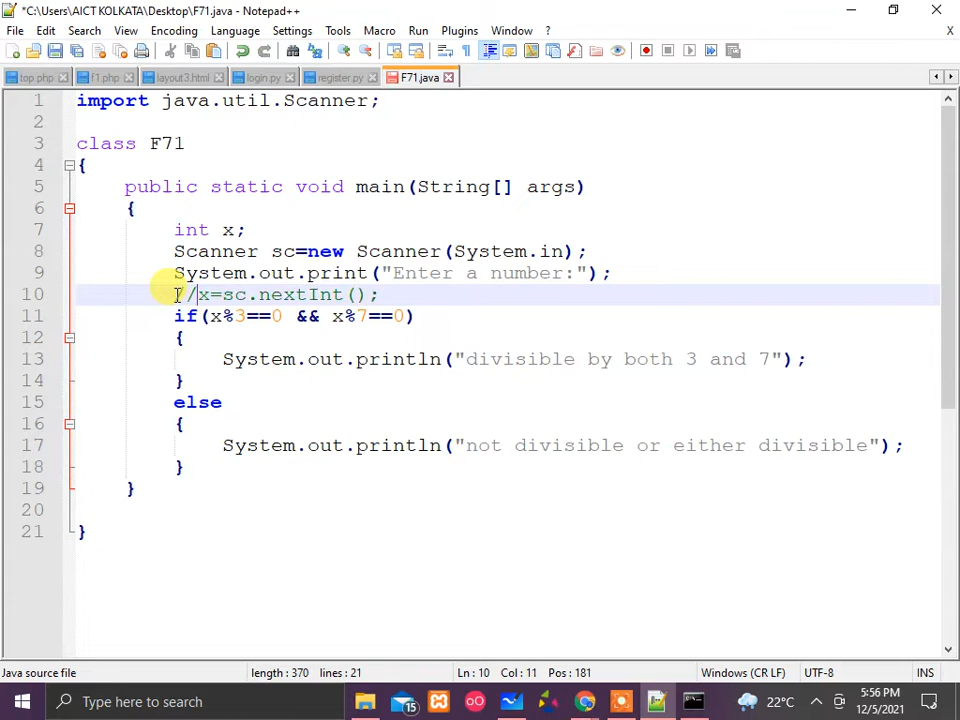 *C:\Users\AICT KOLKATA\Desktop\F71.java - Notepad++
File Edit Search View Encoding Language Settings Tools Macro Run Plugins Window ? X
top php f1 php layout3.html login.py register.py F71.java
1 import java.util.Scanner;
2
3 class F71
4 {
5 public static void main(String[] args)
6 {
7 int x;
8 Scanner sc=new Scanner(System.in);
9 System.out.print("Enter a number:");
10 //x=sc.nextInt();
11 if(x%3==0 && x%7==0)
12 {
13 System.out.println("divisible by both 3 and 7");
14 }
15 else
16 {
17 System.out.println("not divisible or either divisible");
18 }
19 }
20
21 }
Java source file length : 370 lines : 21 Ln : 10 Col : 11 Pos : 181 Windows (CR LF) UTF-8 INS
Type here to search 15 22°C 5:56 PM
12/5/2021